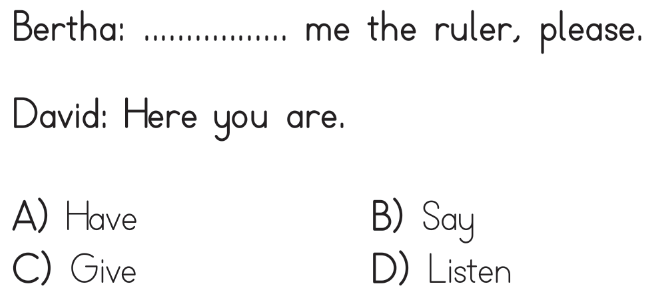 Bertha: ................. me the ruler, please.
David: Here you are.
A) Have B) Say
C) Give D) Listen